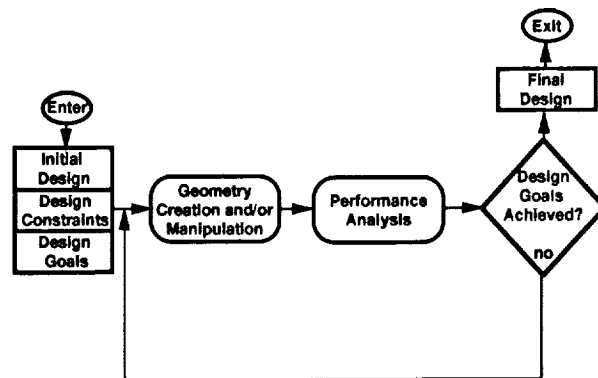 Enter
Initial
Design
Design
Constraints
Design
Goals
Geometry
Creation and/or
Manipulation
Performance
Analysis
Design
Goals
Achieved?
no
Final
Design
Exit